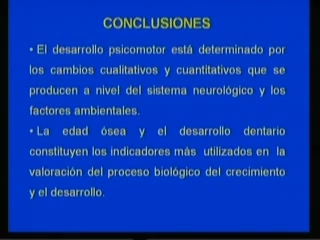 CONCLUSIONES
• El desarrollo psicomotor está determinado por
los cambios cualitativos y cuantitativos que se
producen a nivel del sistema neurológico y los
factores ambientales.
• La edad ósea y el desarrollo dentario
constituyen los indicadores más utilizados en la
valoración del proceso biológico del crecimiento
y el desarrollo.